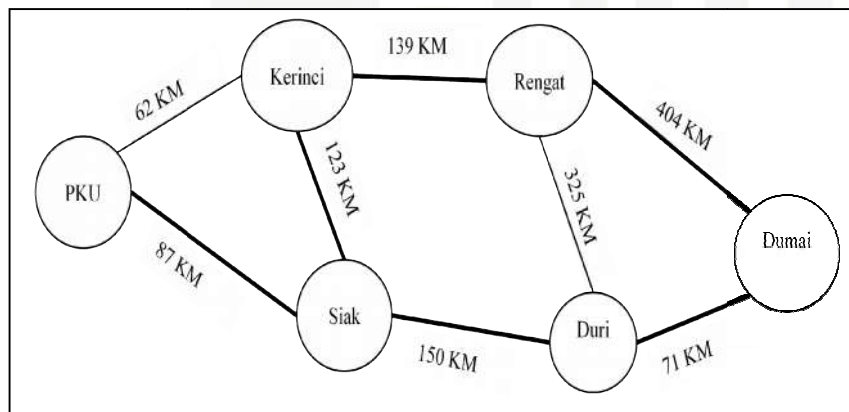 139 KM
Kerinci
Rengat
62 KM
404 KM
123 KM
325 KM
PKU
Dumai
87 KM
Siak
Duri
150 KM
71 KM